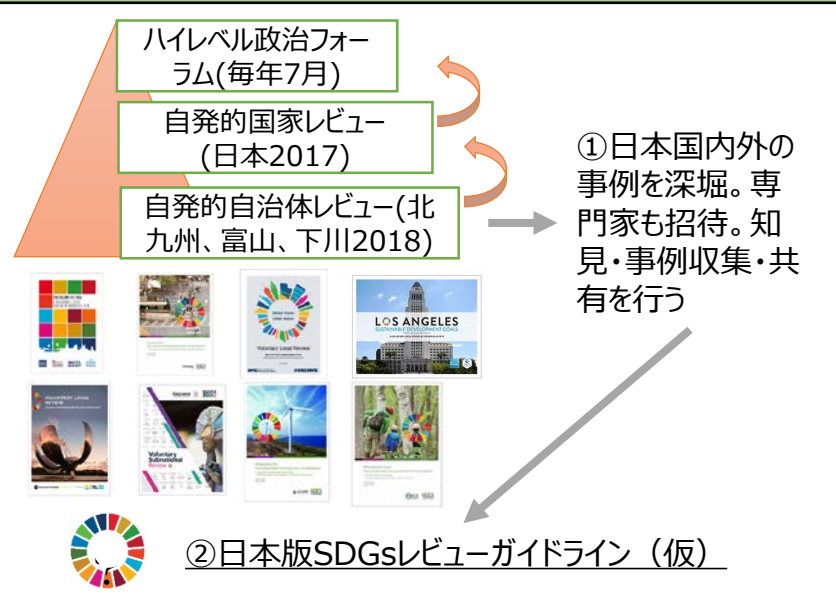 ハイレベル政治フォー
ラム(毎年7月)
自発的国家レビュー
(日本2017)
自発的自治体レビュー(北
九州、富山、下川2018)
①日本国内外の
事例を深堀。専
門家も招待。知
見・事例収集・共
有を行う
Voluntary Local Review
LOS ANGELES
SUSTAINABLE DEVELOPMENT GOALS
VOLUNTARY LOCAL
REVIEW
Voluntary
Subnational
Review
②日本版SDGsレビューガイドライン（仮）